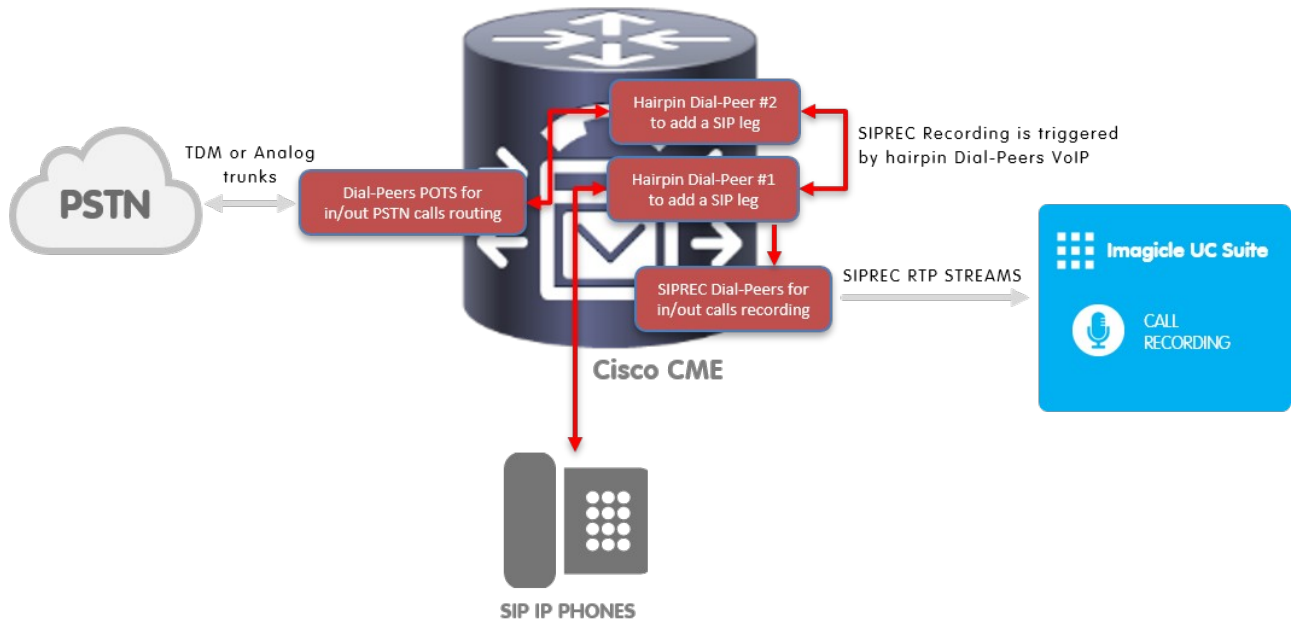 Hairpin Dial-Peer #2
to add a SIP leg
SIPREC Recording is triggered
by hairpin Dial-Peers VoIP
TDM or Analog
trunks
PSTN
Dial-Peers POTS for
in/out PSTN calls routing
Hairpin Dial-Peer #1
to add a SIP leg
SIPREC Dial-Peers for
in/out calls recording
SIPREC RTP STREAMS
Imagicle UC Suite
CALL
RECORDING
Cisco CME
SIP IP PHONES